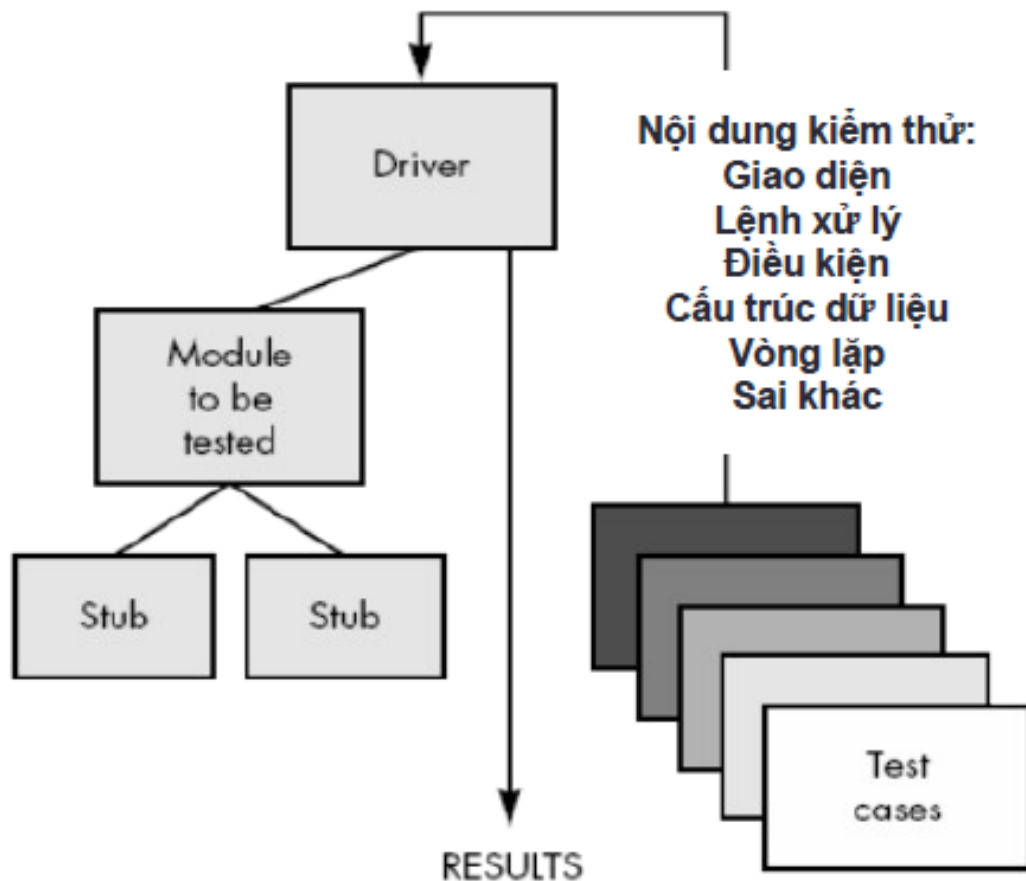 Driver
Nội dung kiểm thử:
Giao diện
Lệnh xử lý
Điều kiện
Cấu trúc dữ liệu
Vòng lặp
Sai khác
Module
to be
tested
Stub
Stub
Test
cases
RESULTS